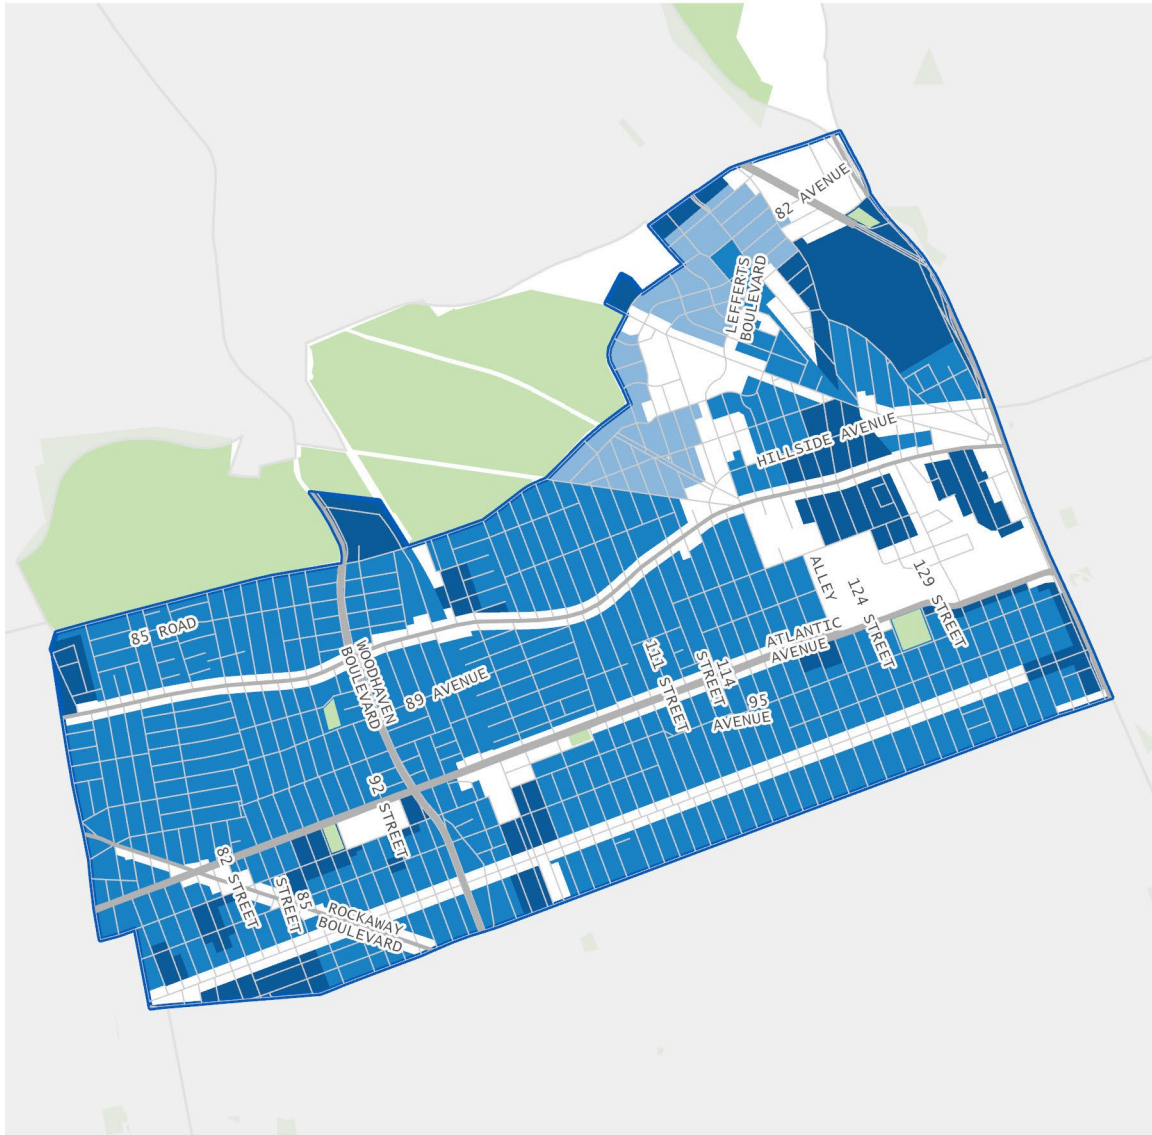 82 AVENUE
LEFFERTS
BOULEVARD
HILLSIDE AVENUE
ALLEY
124 STREET
129 STREET
85 ROAD
WOODHAVEN
BOULEVARD
89 AVENUE
111 STREET
114
STREET
ATLANTIC
AVENUE
95
AVENUE
92 STREET
82 STREET
85
STREET
ROCKAWAY
BOULEVARD